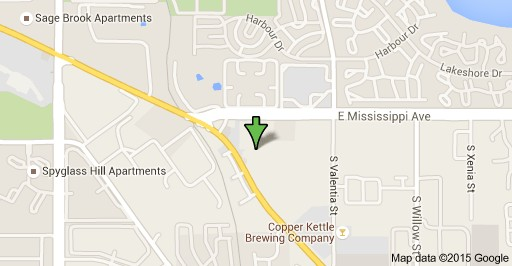 Sage Brook Apartments
Harbour Dr
Harbour Dr
Lakeshore Dr
E Mississippi Ave
Spyglass Hill Apartments
S Valentia St
S Xenia St
S Willow St
Copper Kettle
Brewing Company
Map data ©2015 Google